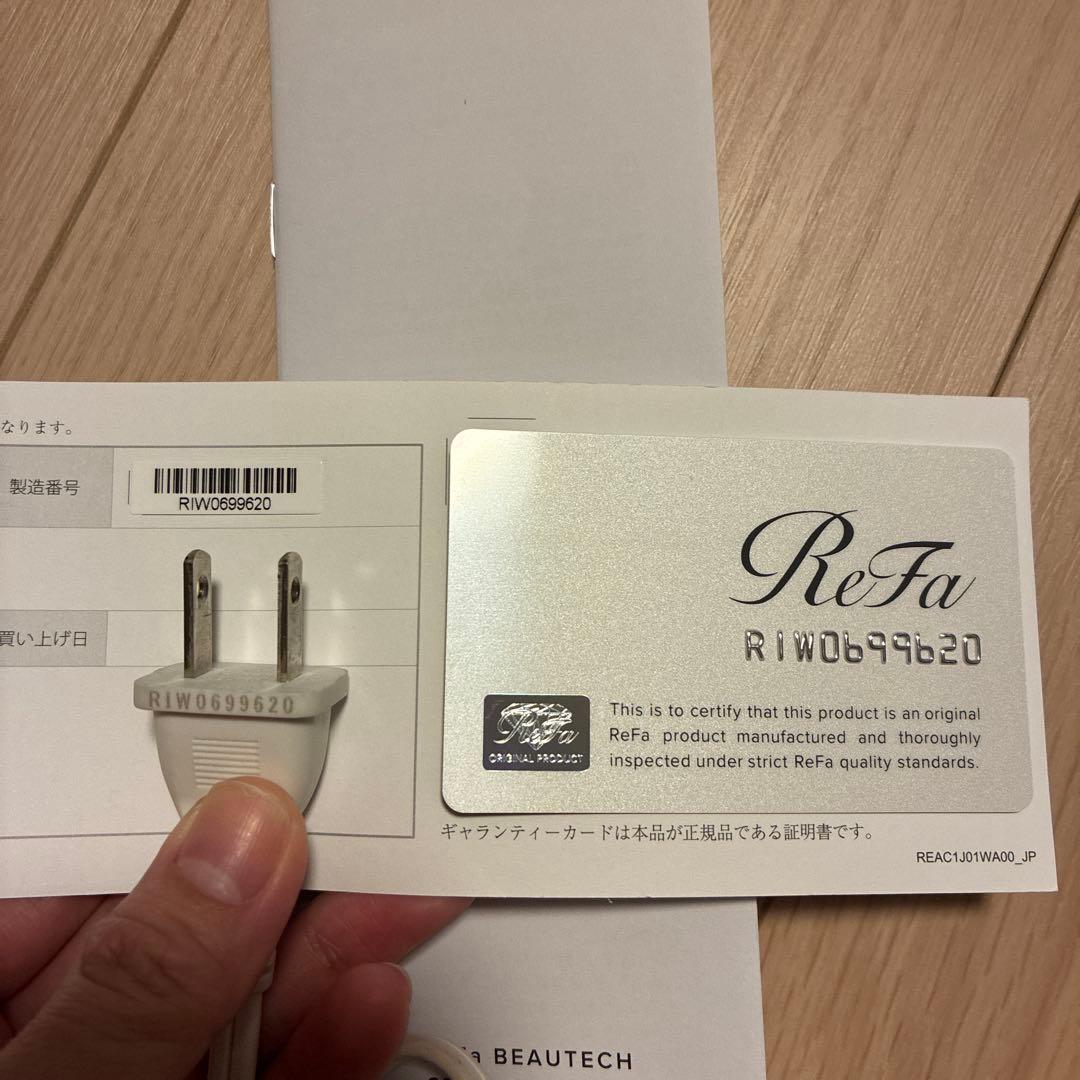 なります。
製造番号
RIW0699620
買い上げ日
RIW0699620
ReFa
RIW0699620
ReFa
ORIGINAL PRODUCT
This is to certify that this product is an original
ReFa product manufactured and thoroughly
inspected under strict ReFa quality standards.
ギャランティーカードは本品が正規品である証明書です。
REAC1J01WA00_JP
a BEAUTECH